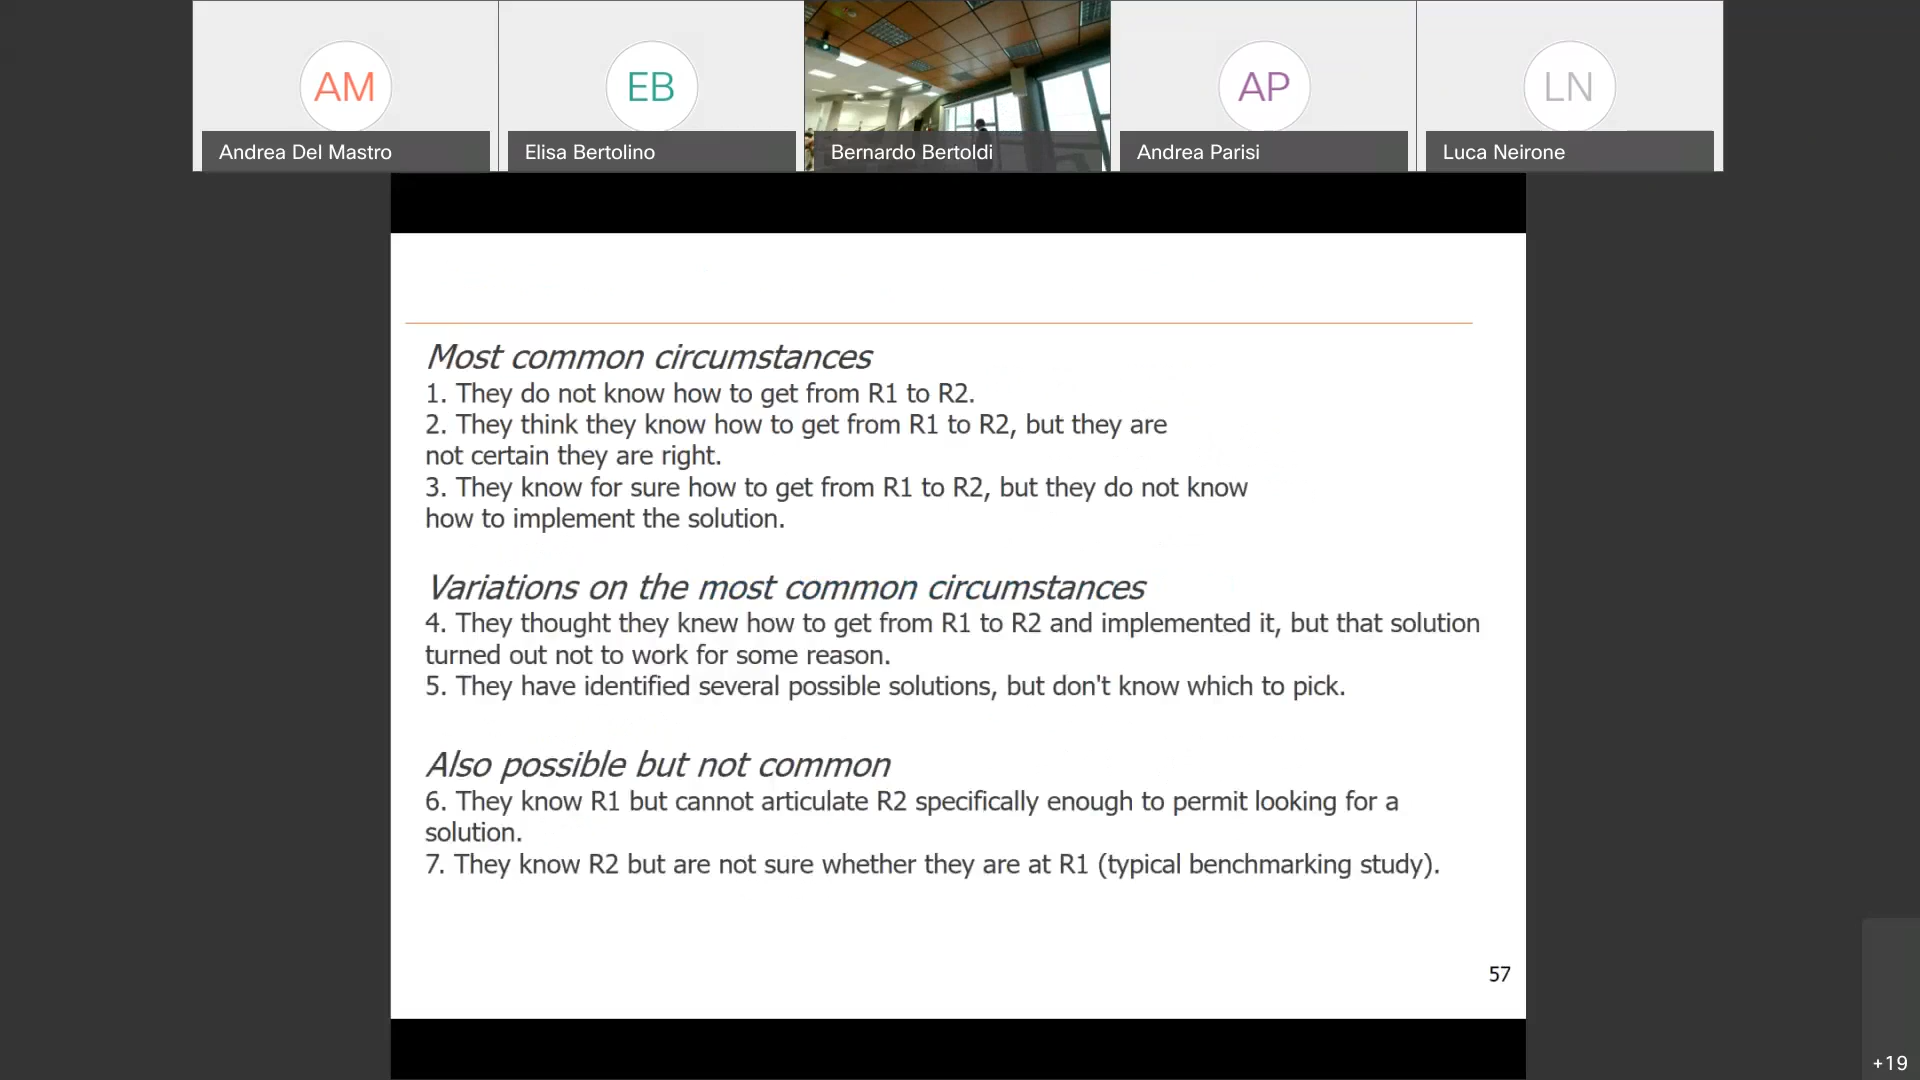 AM
EB
AP
LN
Andrea Del Mastro
Elisa Bertolino
Bernardo Bertoldi
Andrea Parisi
Luca Neirone
Most common circumstances
1. They do not know how to get from R1 to R2.
2. They think they know how to get from R1 to R2, but they are
not certain they are right.
3. They know for sure how to get from R1 to R2, but they do not know
how to implement the solution.
Variations on the most common circumstances
4. They thought they knew how to get from R1 to R2 and implemented it, but that solution
turned out not to work for some reason.
5. They have identified several possible solutions, but don't know which to pick.
Also possible but not common
6. They know R1 but cannot articulate R2 specifically enough to permit looking for a
solution.
7. They know R2 but are not sure whether they are at R1 (typical benchmarking study).
57
+19